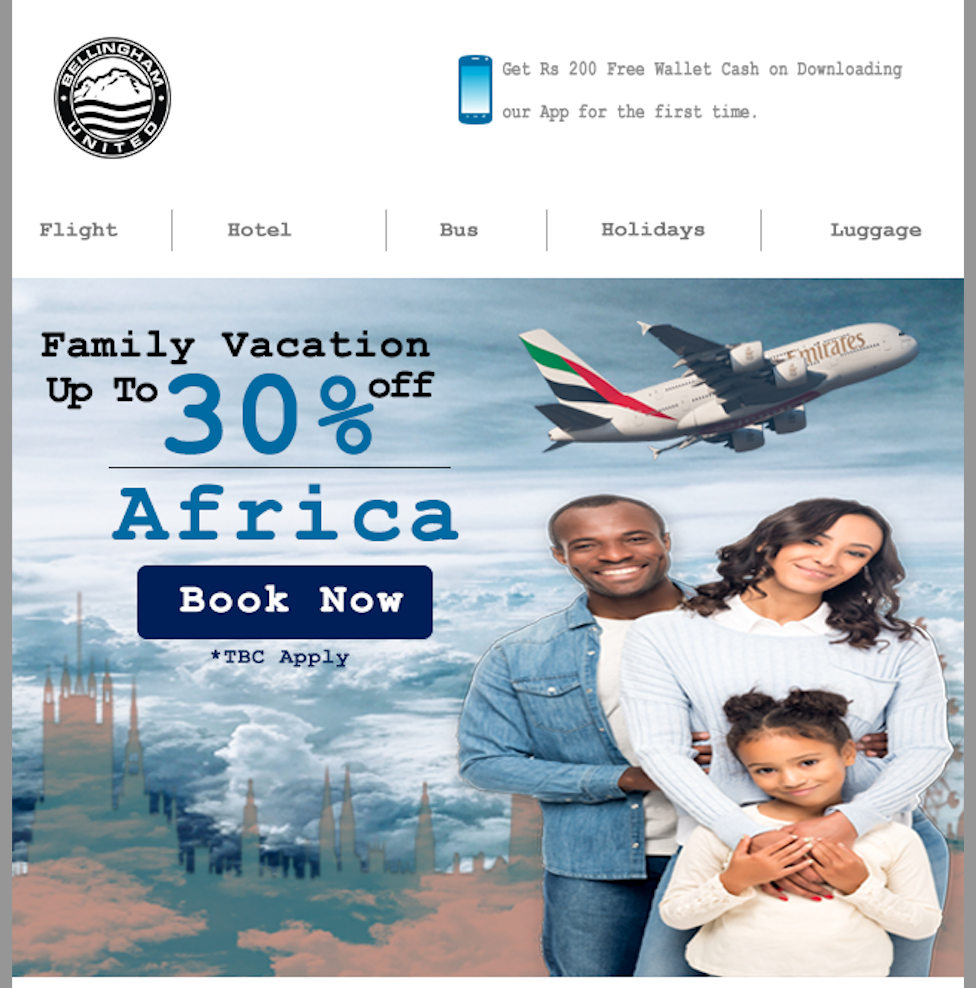 BELLINGHAM
UNITED
Get Rs 200 Free Wallet Cash on Downloading
our App for the first time.
Flight
Hotel
Bus
Holidays
Luggage
Family Vacation
Up To 30% off
Africa
Book Now
*TBC Apply
Emirates